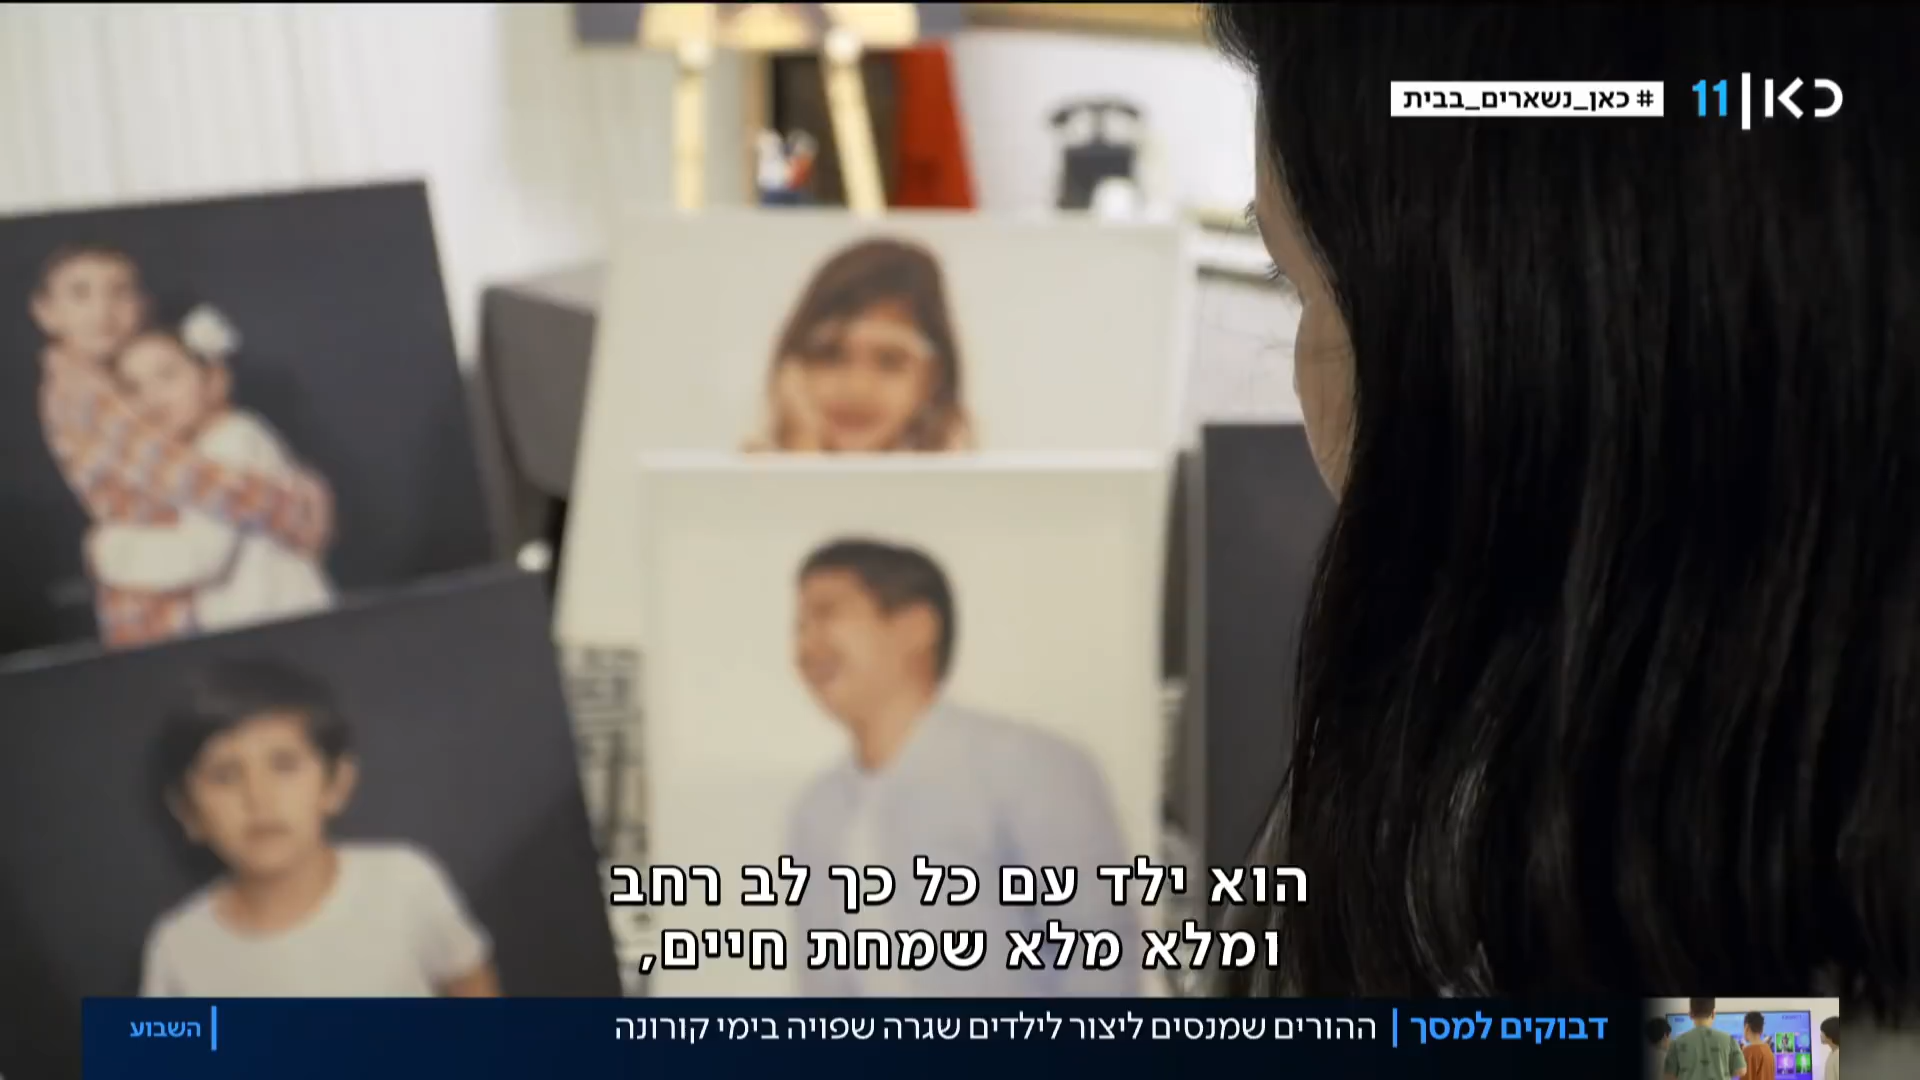 # כאן_נשארים_בבית
כאן | 11
הוא ילד עם כל כך לב רחב
ומלא מלא שמחת חיים,
דבוקים למסך | ההורים שמנסים ליצור לילדים שגרה שפויה בימי קורונה
השבוע